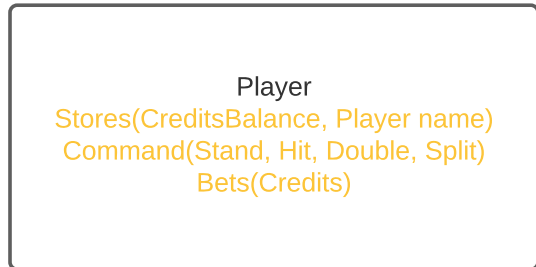 Player
Stores(CreditsBalance, Player name)
Command(Stand, Hit, Double, Split)
Bets(Credits)